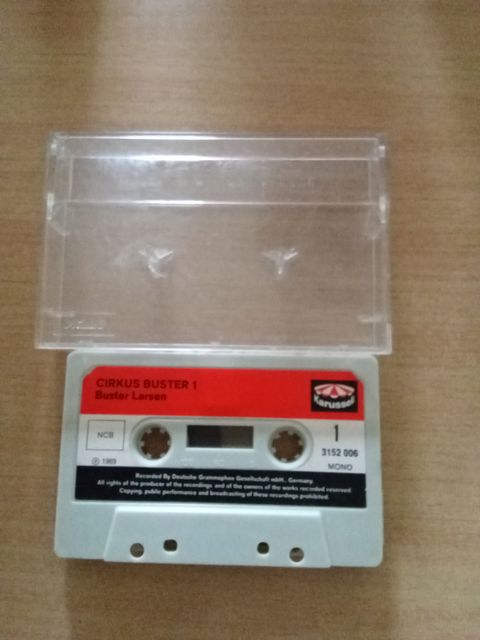 CIRKUS BUSTER 1
Buster Larsen
Karussell
NCB
1
3152 006
℗ 1969
MONO
Recorded By Deutsche Grammophon Gesellschaft mbH., Germany.
All rights of the producer of the recordings and of the owners of the works recorded reserved.
Copying, public performance and broadcasting of these recordings prohibited.